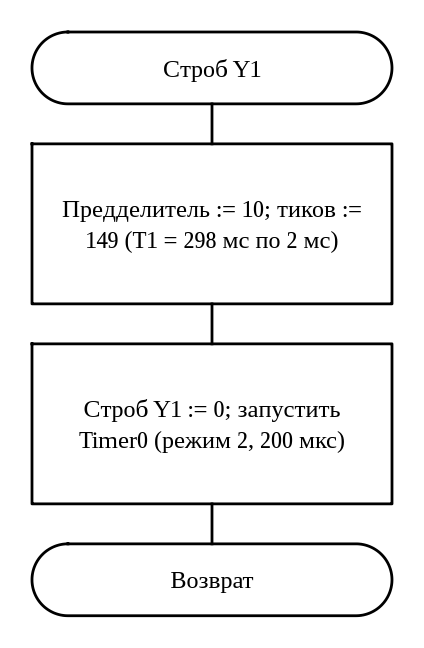 Строб Y1
Предделитель := 10; тиков :=
149 (T1 = 298 мс по 2 мс)
Строб Y1 := 0; запустить
Timer0 (режим 2, 200 мкс)
Возврат